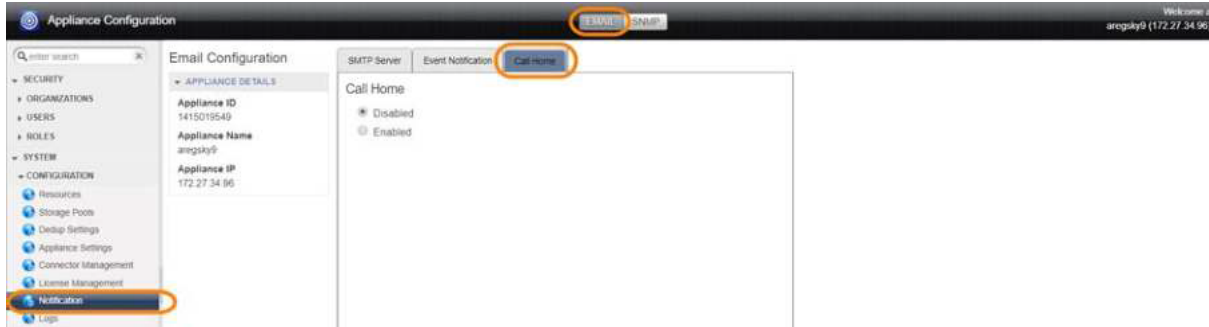 Appliance Configuration
EMAIL
SNMP
Welcome a
aregsky9 (172.27.34.96
enter search
SECURITY
ORGANIZATIONS
USERS
ROLES
SYSTEM
CONFIGURATION
Resources
Storage Pools
Dedup Settings
Appliance Settings
Connector Management
License Management
Notification
Logs
Email Configuration
APPLIANCE DETAILS
Appliance ID
1415019549
Appliance Name
aregsky9
Appliance IP
172.27.34.96
SMTP Server
Event Notification
Call Home
Call Home
Disabled
Enabled